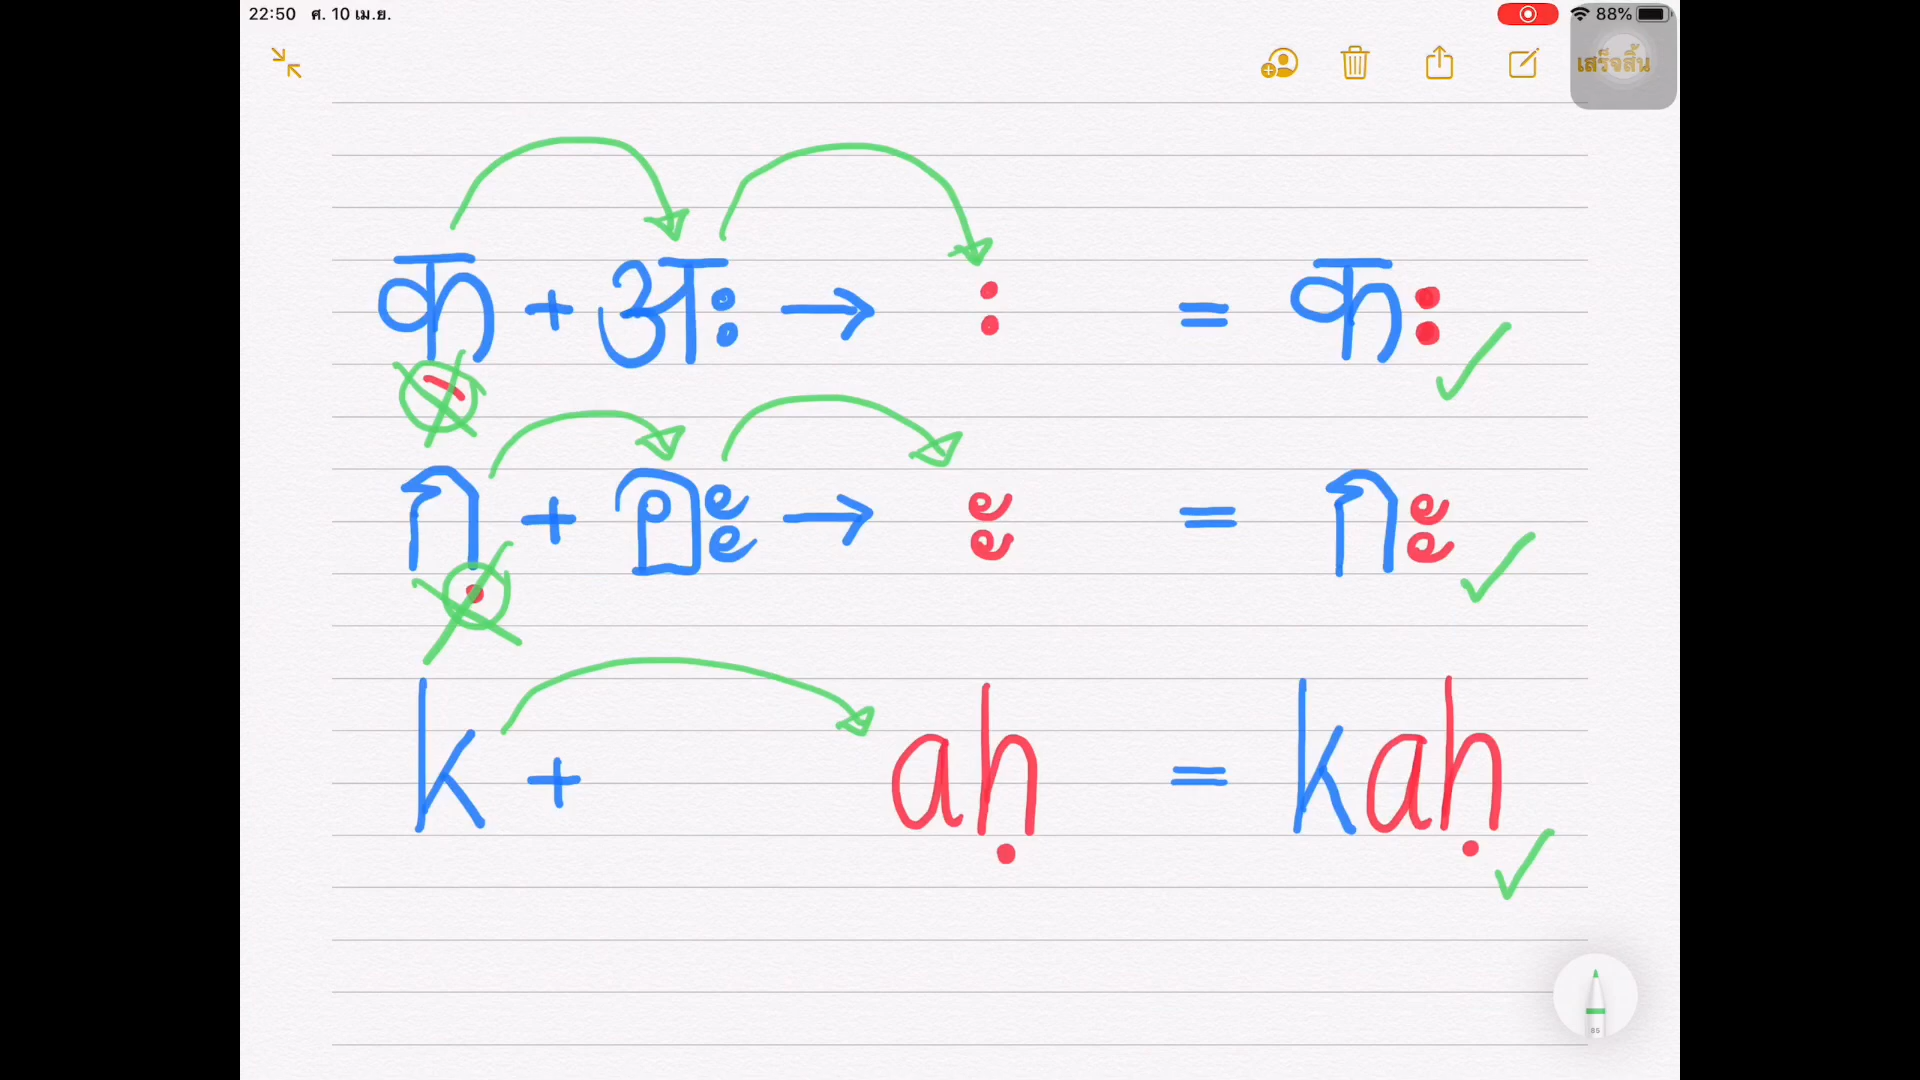 22:50 ศ. 10 เม.ย. 88%
เสร็จสิ้น
क + अः → ः = कः
กฺ + อะ → ะ = กะ
k + aḥ = kaḥ
85